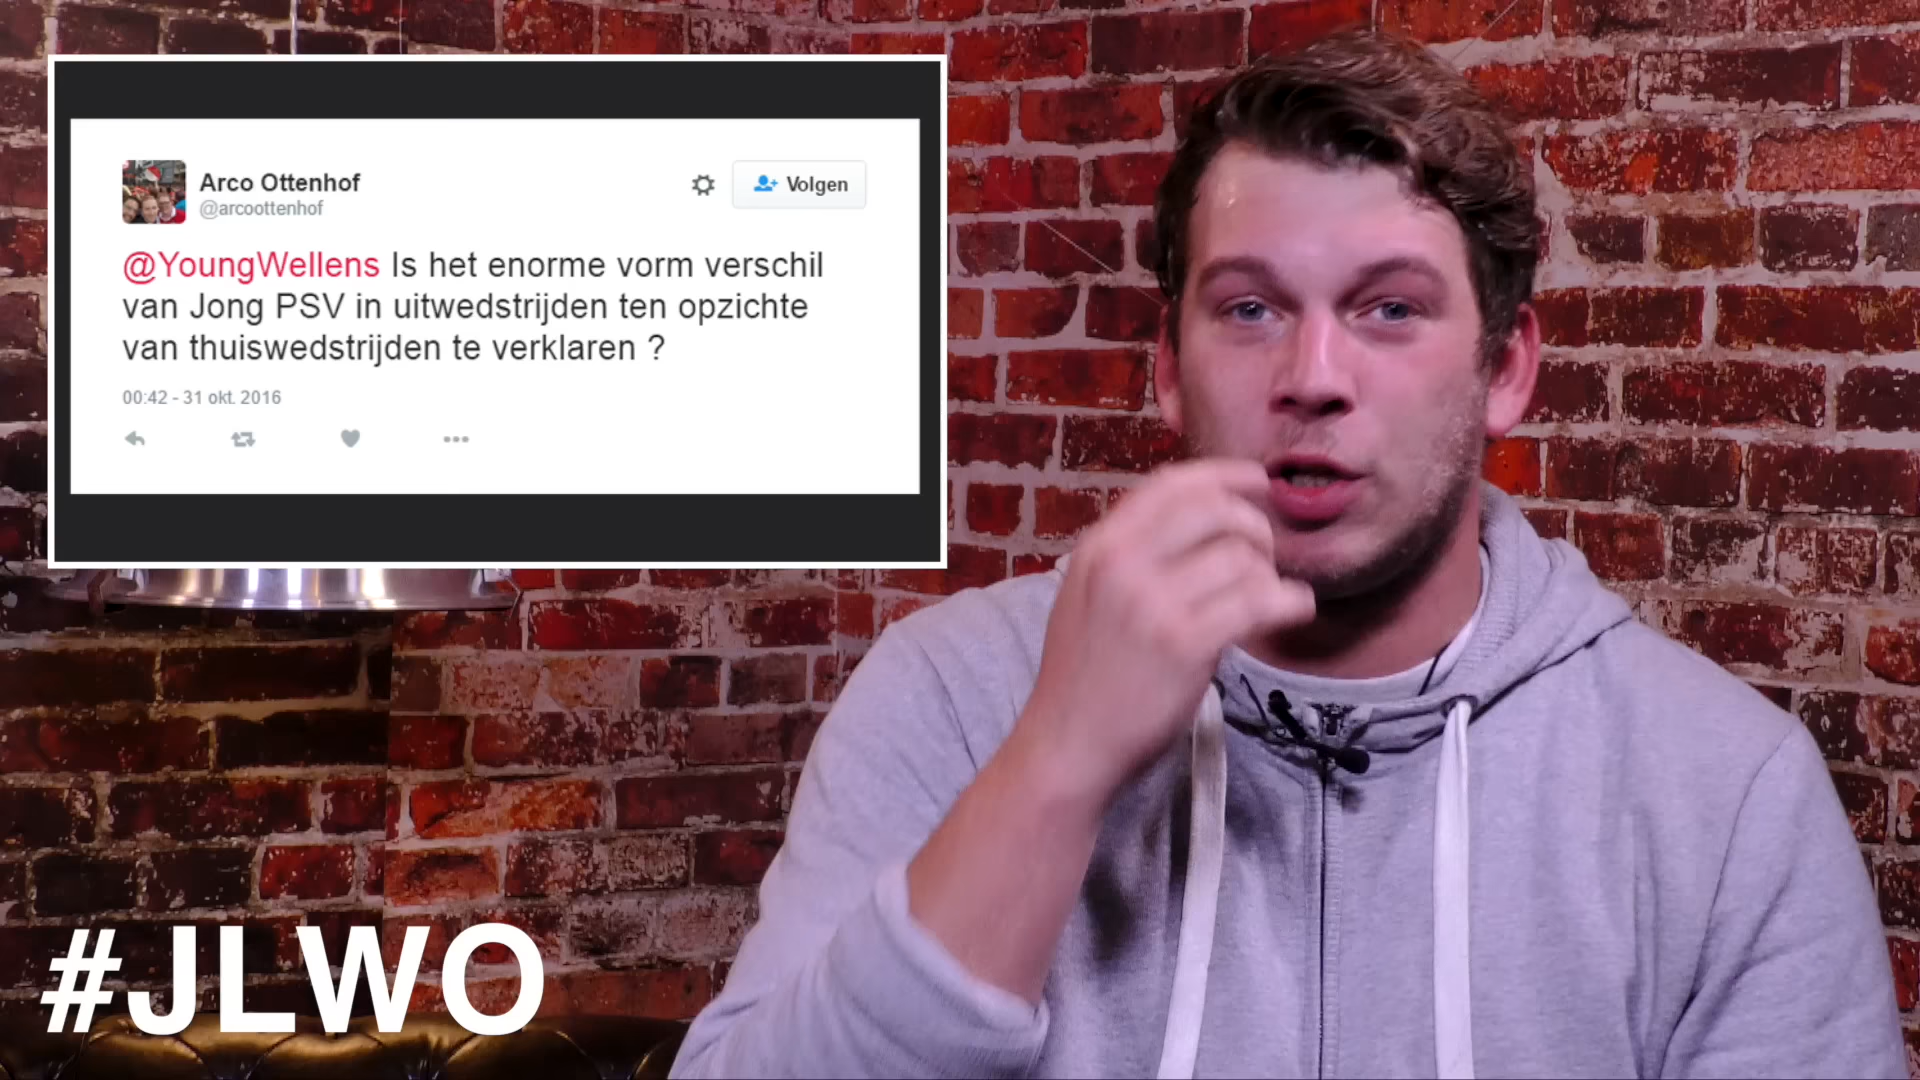 Arco Ottenhof
@arcoottenhof
Volgen
@YoungWellens Is het enorme vorm verschil
van Jong PSV in uitwedstrijden ten opzichte
van thuiswedstrijden te verklaren ?
00:42 - 31 okt. 2016
#JLWO